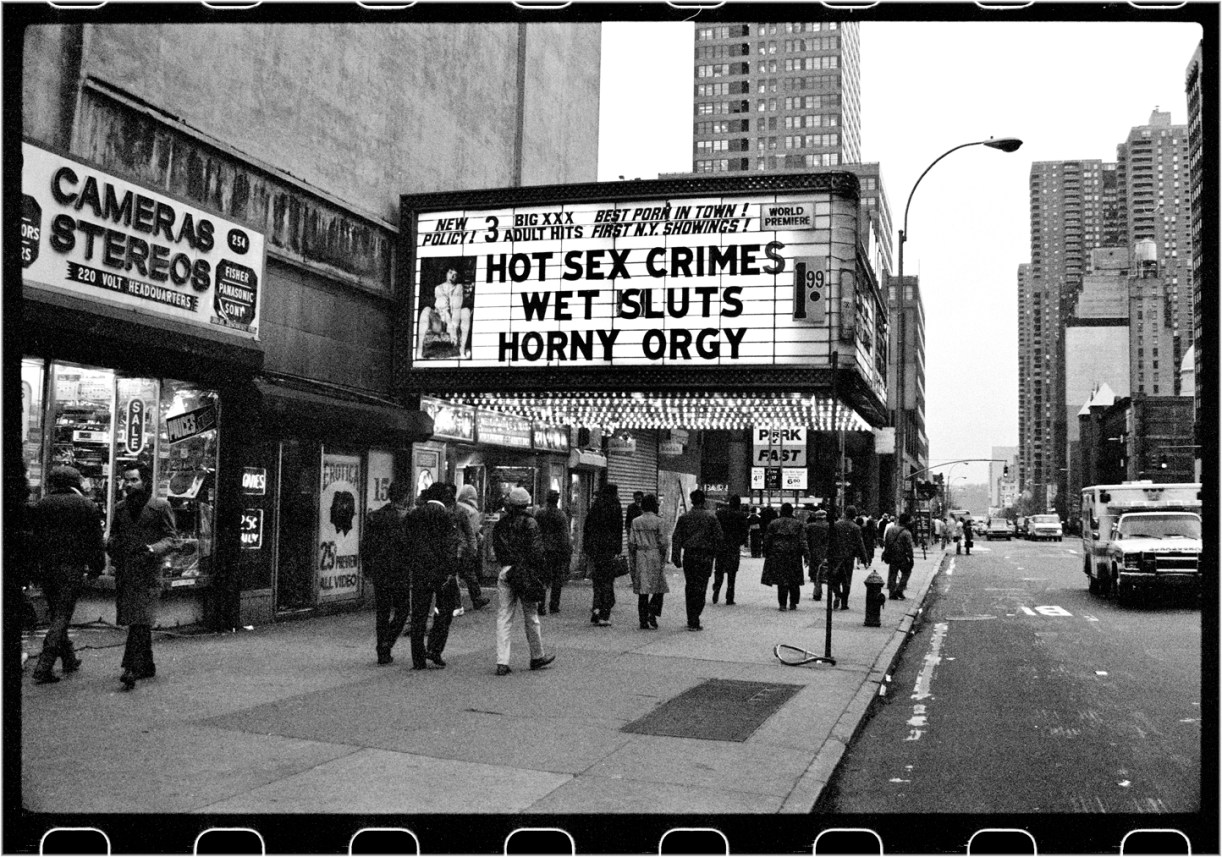 CAMERAS 254
STEREOS
220 VOLT HEADQUARTERS
FISHER
PANASONIC
SONY
NEW
POLICY!
3
BIG XXX
ADULT HITS
BEST PORN IN TOWN!
FIRST N.Y. SHOWINGS!
WORLD
PREMIERE
HOT SEX CRIMES
WET SLUTS
HORNY ORGY
1.99
SALE
EROTICA
25¢
PREVIEW
ALL VIDEO
25¢
PARK
FAST